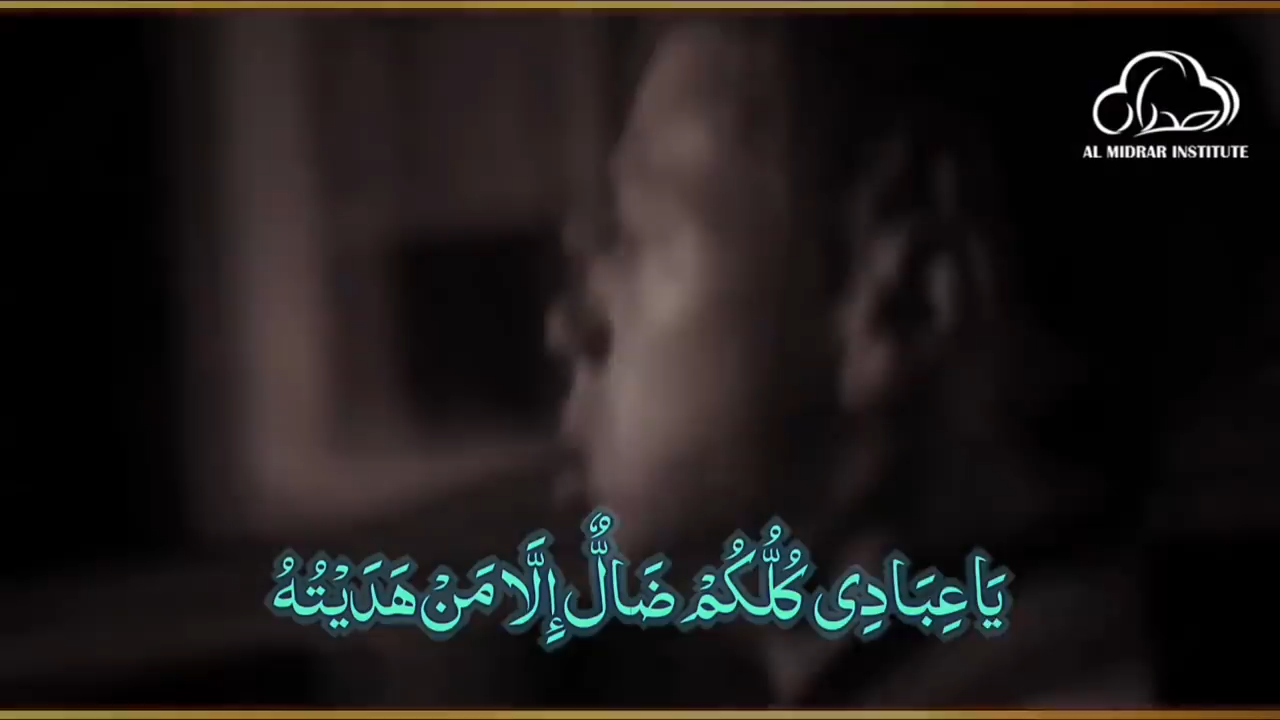 AL MIDRAR INSTITUTE
يَا عِبَادِي كُلُّكُمْ ضَالٌّ إِلَّا مَنْ هَدَيْتُهُ